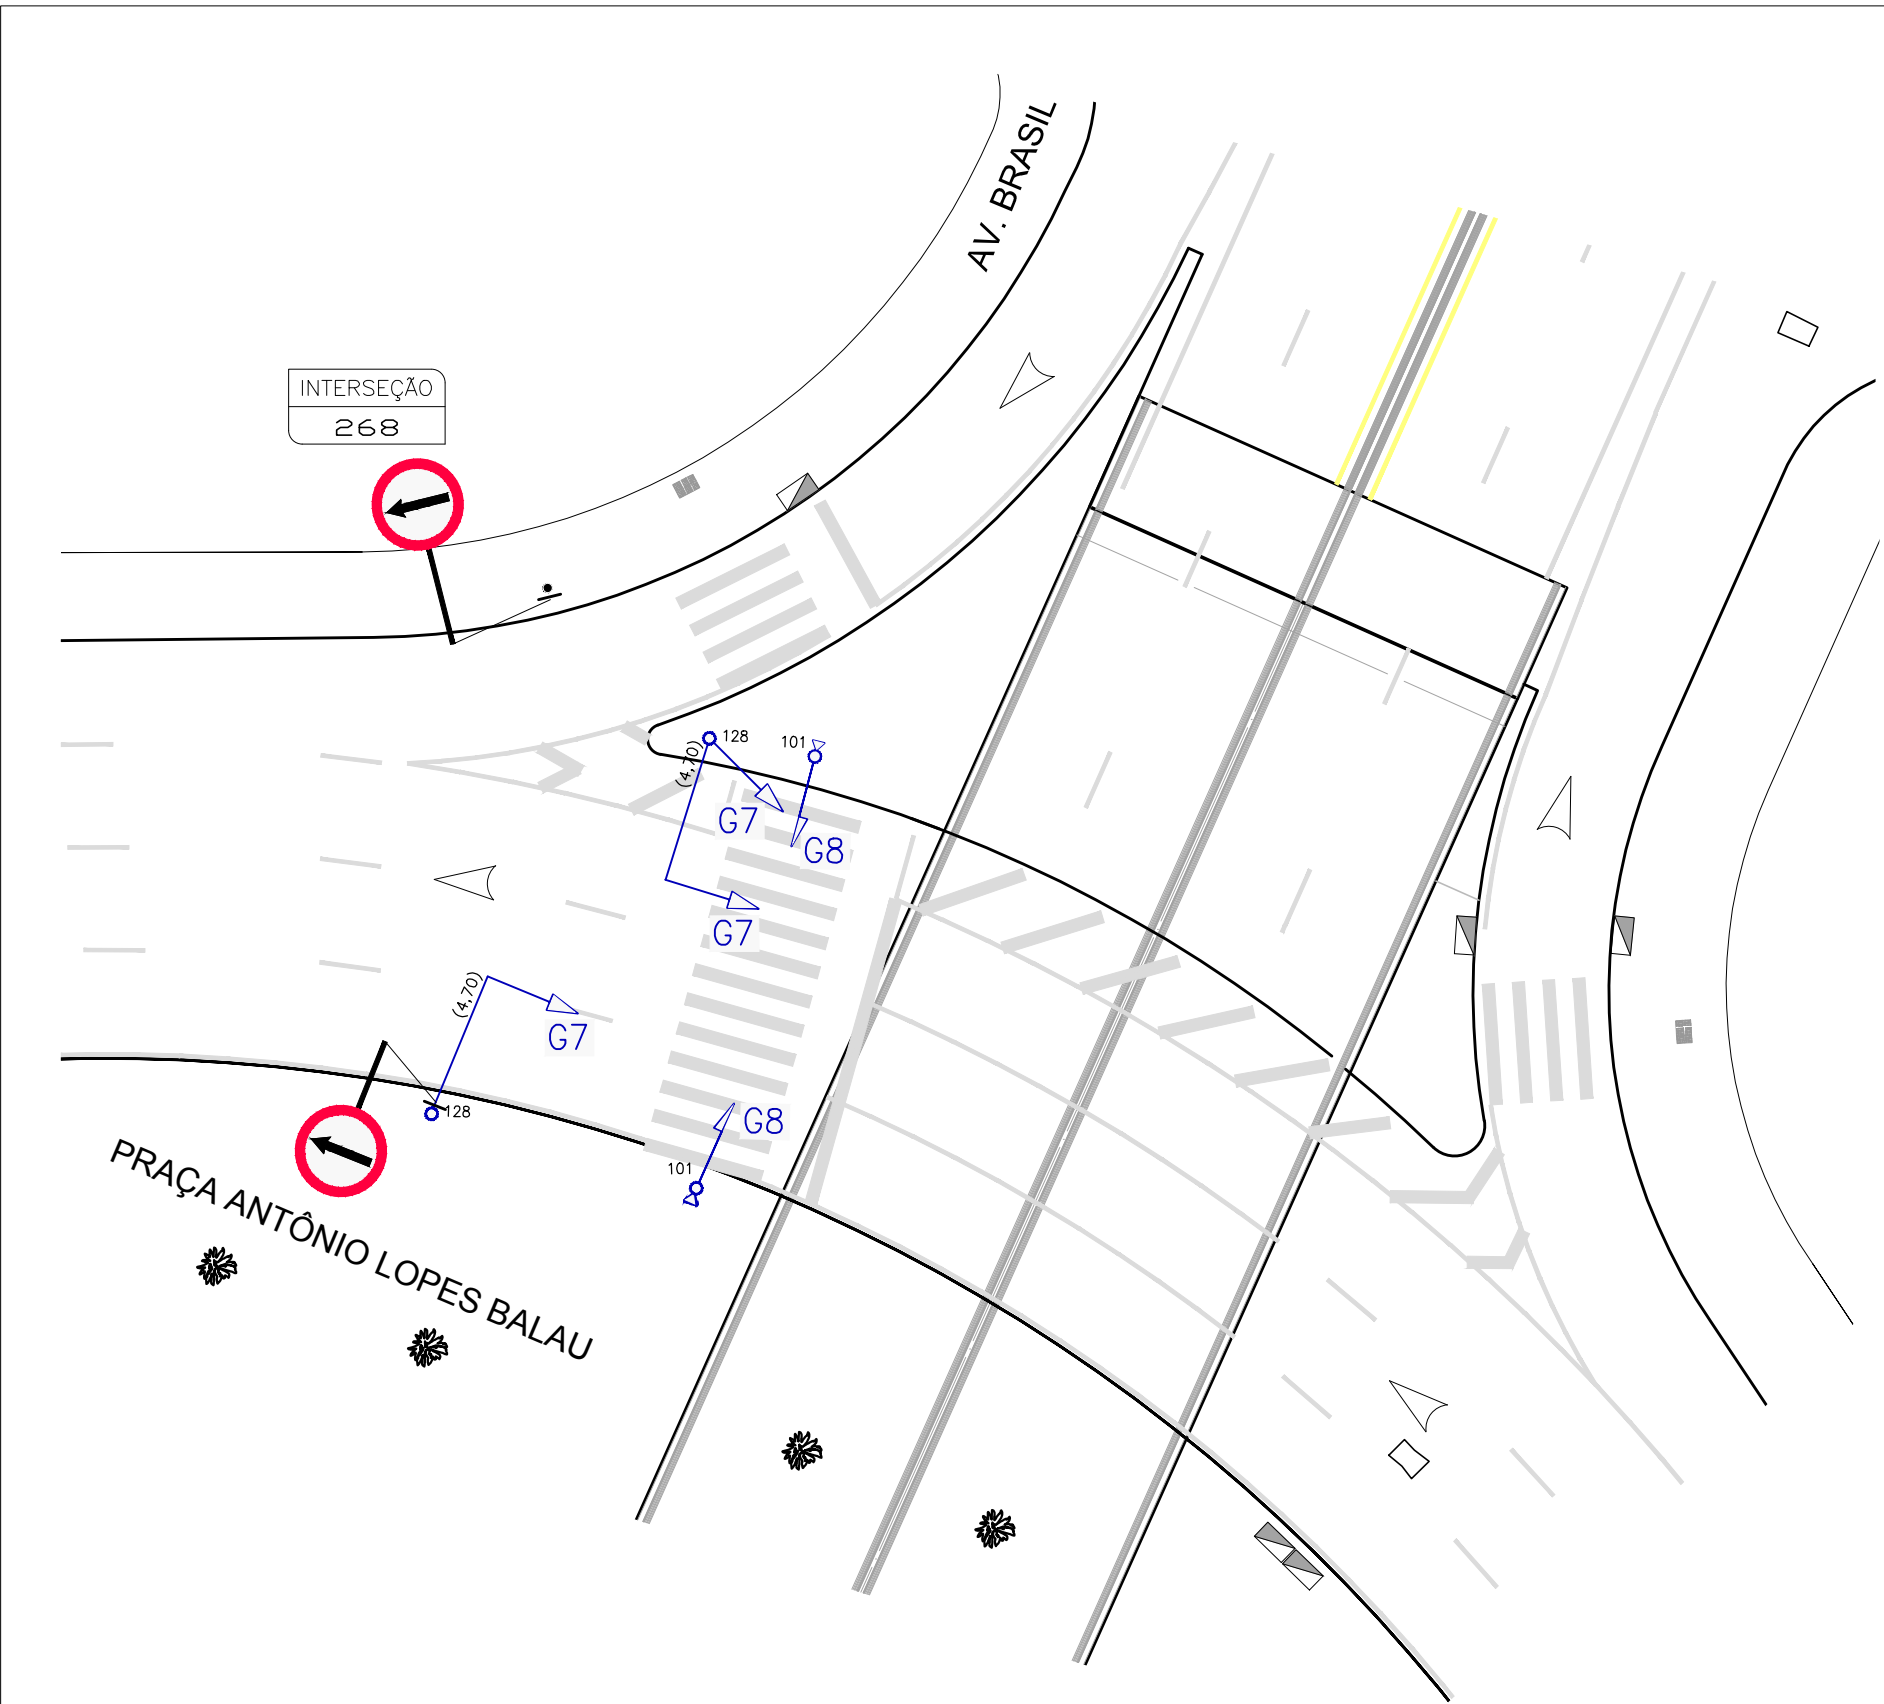 AV. BRASIL
INTERSEÇÃO
268
128
101
(4,70)
G7
G8
G7
(4,70)
G7
128
G8
101
PRAÇA ANTÔNIO LOPES BALAU